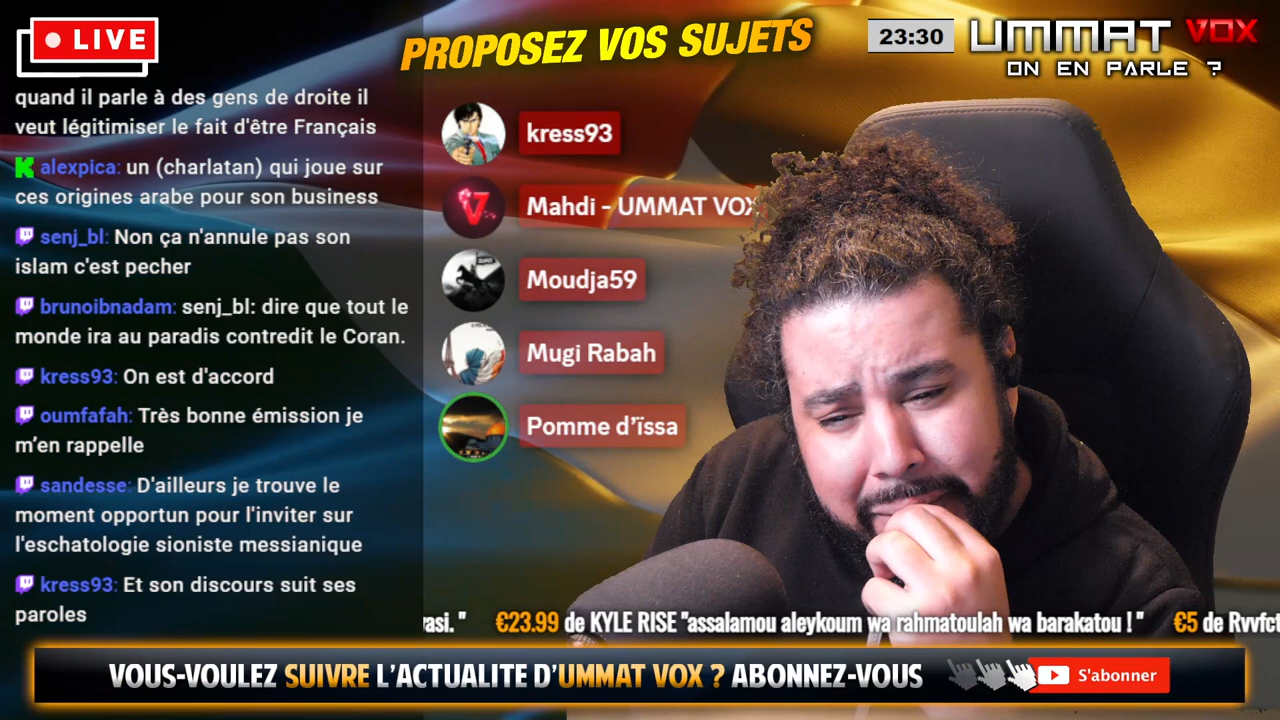 LIVE
PROPOSEZ VOS SUJETS
23:30
UMMAT VOX
ON EN PARLE ?
quand il parle à des gens de droite il
veut légitimiser le fait d'être Français
alexpica: un (charlatan) qui joue sur
ces origines arabe pour son business
senj_bl: Non ça n'annule pas son
islam c'est pecher
brunoibnadam: senj_bl: dire que tout le
monde ira au paradis contredit le Coran.
kress93: On est d'accord
oumfafah: Très bonne émission je
m’en rappelle
sandesse: D'ailleurs je trouve le
moment opportun pour l'inviter sur
l'eschatologie sioniste messianique
kress93: Et son discours suit ses
paroles
kress93
Mahdi - UMMAT VOX
Moudja59
Mugi Rabah
Pomme d’ïssa
asi. " €23.99 de KYLE RISE "assalamou aleykoum wa rahmatoulah wa barakatou ! " €5 de Rvvfct
VOUS-VOULEZ SUIVRE L’ACTUALITE D’UMMAT VOX ? ABONNEZ-VOUS
S'abonner